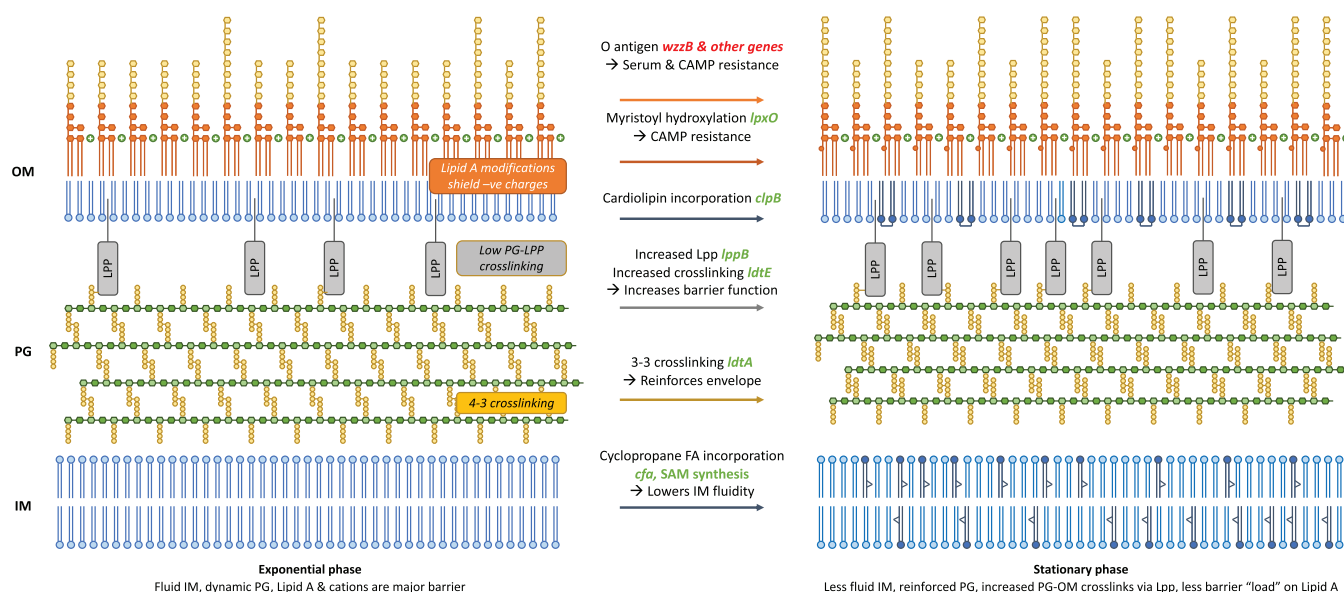 O antigen wzzB & other genes
→ Serum & CAMP resistance
Myristoyl hydroxylation lpxO
→ CAMP resistance
OM
Lipid A modifications
shield –ve charges
Cardiolipin incorporation clpB
LPP
LPP
LPP
LPP
Low PG-LPP
crosslinking
Increased Lpp lppB
Increased crosslinking ldtE
→ Increases barrier function
LPP
LPP
LPP
LPP
LPP
LPP
LPP
PG
3-3 crosslinking ldtA
→ Reinforces envelope
4-3 crosslinking
Cyclopropane FA incorporation
cfa, SAM synthesis
→ Lowers IM fluidity
IM
Exponential phase
Fluid IM, dynamic PG, Lipid A & cations are major barrier
Stationary phase
Less fluid IM, reinforced PG, increased PG-OM crosslinks via Lpp, less barrier “load” on Lipid A